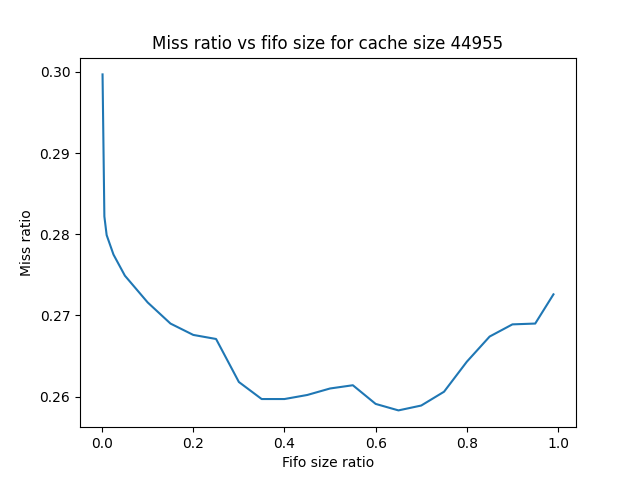 Miss ratio vs fifo size for cache size 44955
0.30
0.29
0.28
0.27
0.26
Miss ratio
0.0 0.2 0.4 0.6 0.8 1.0
Fifo size ratio